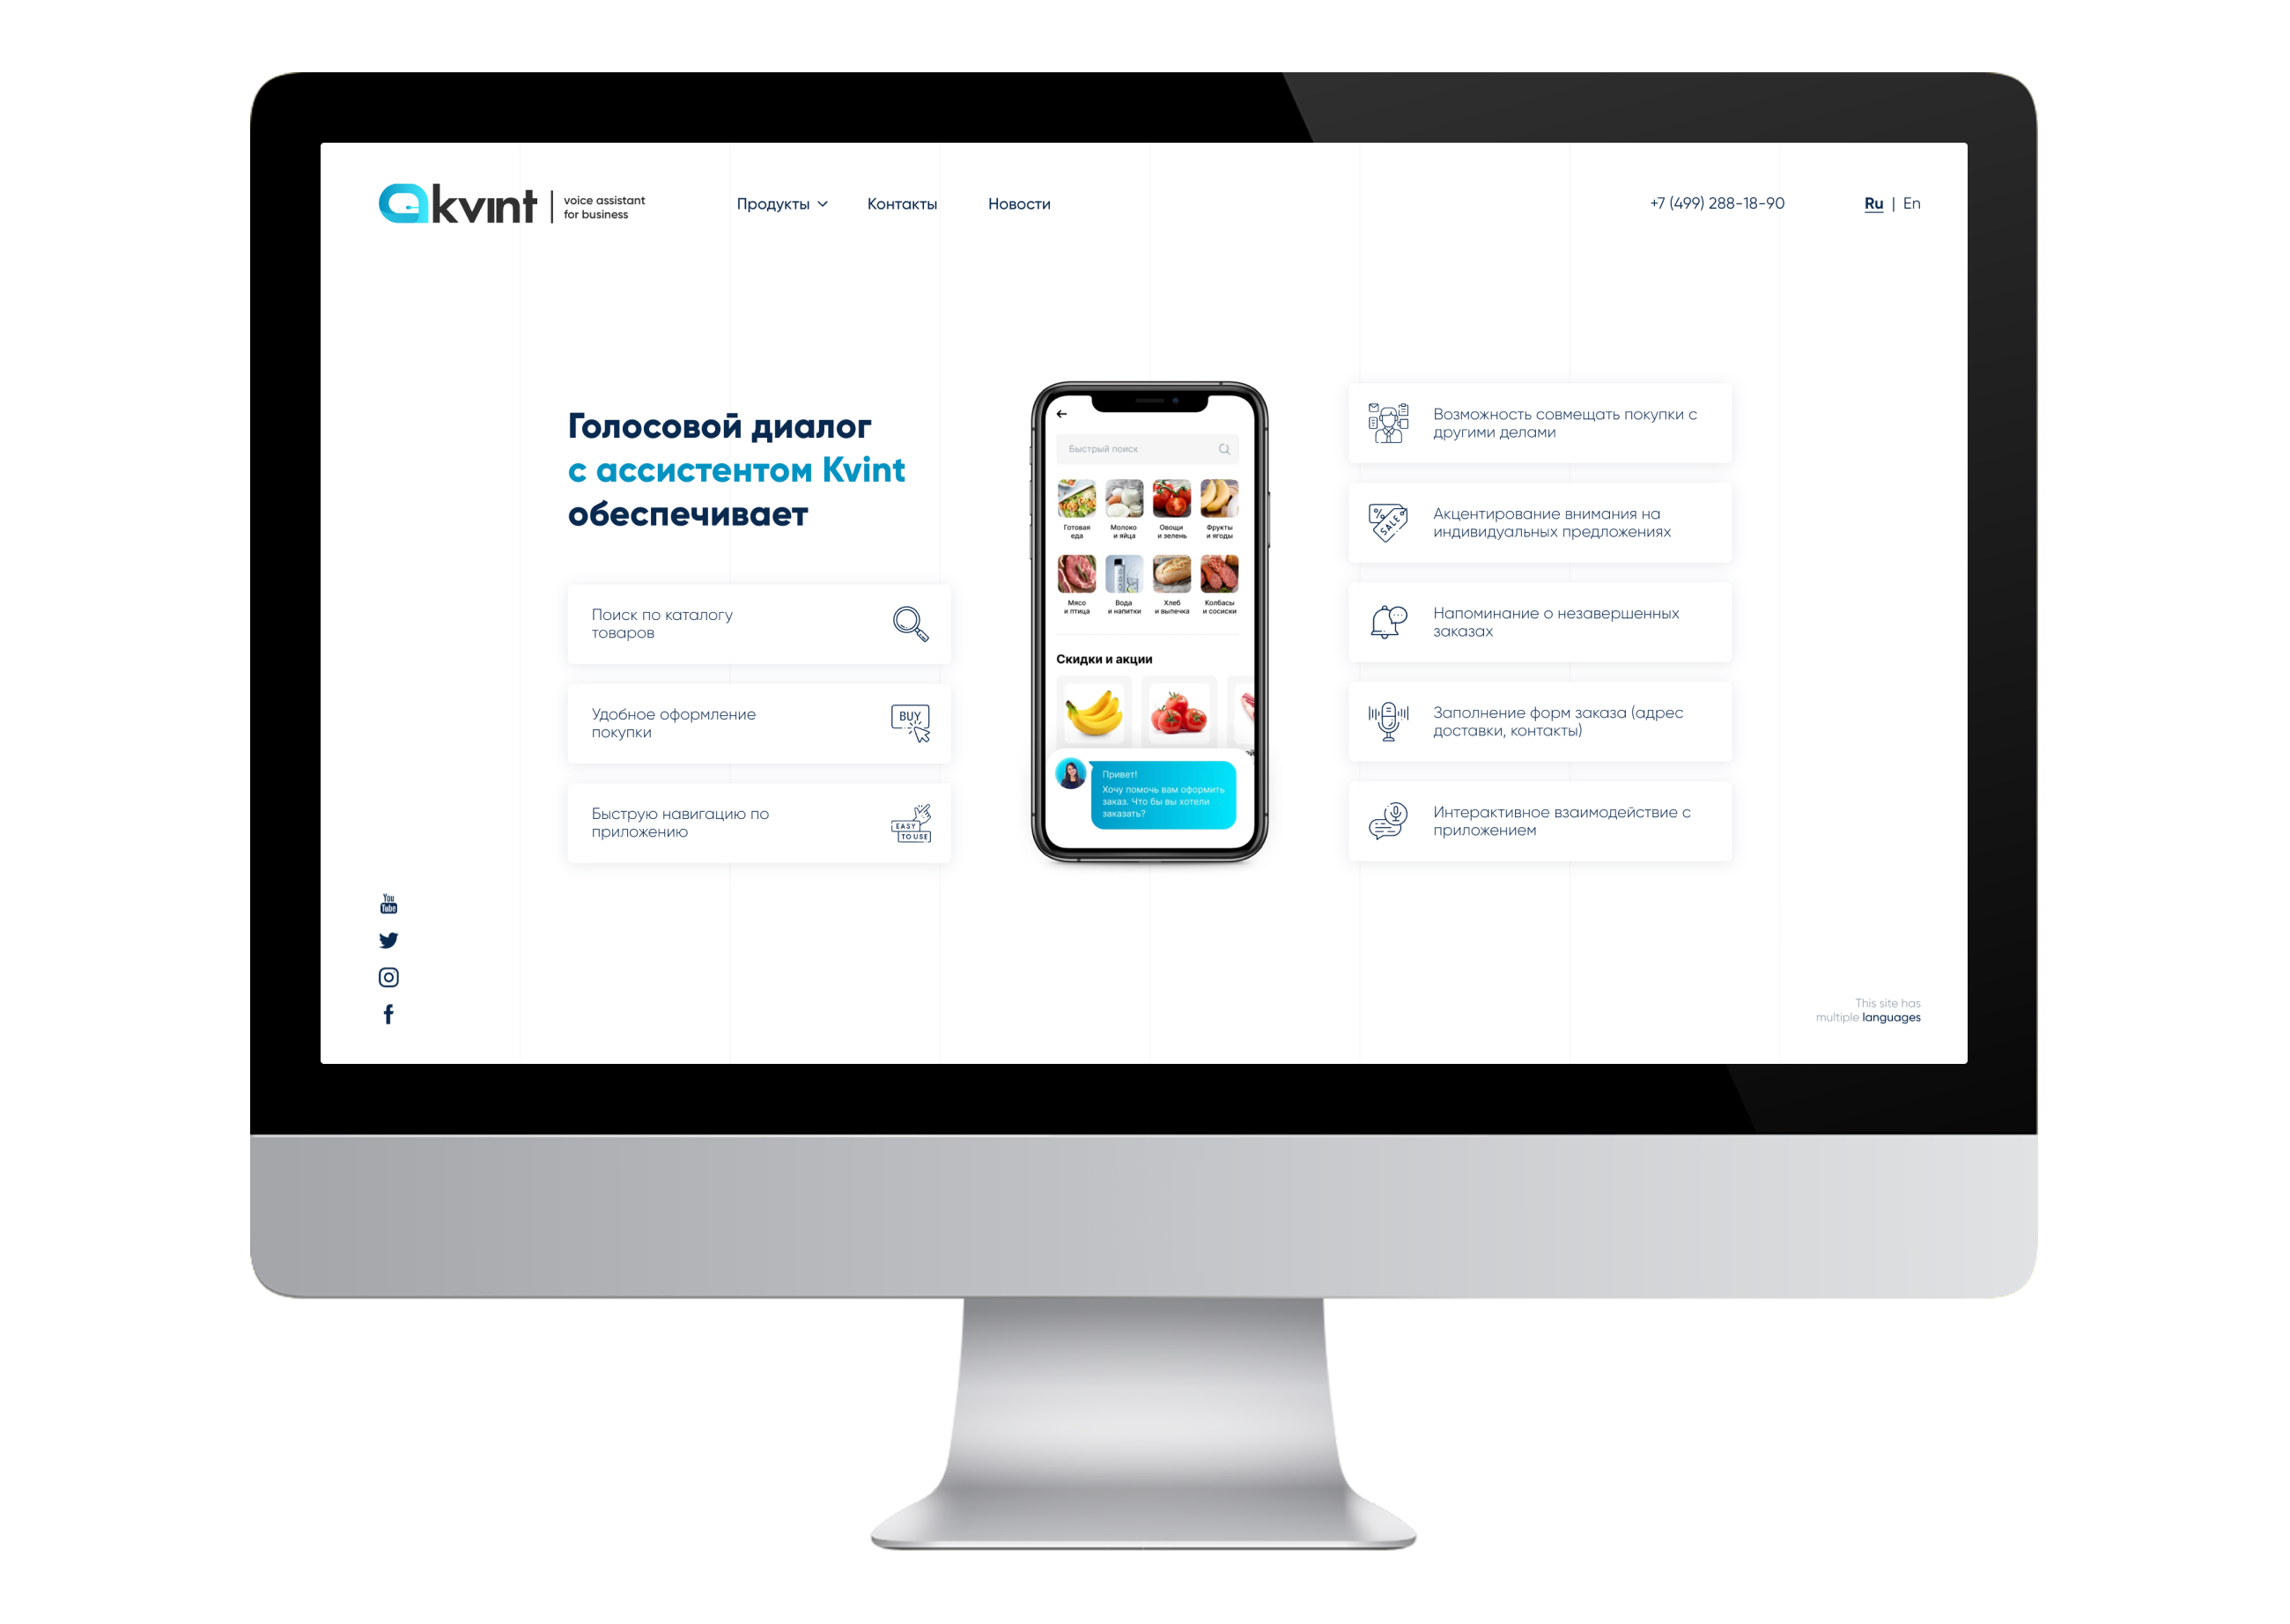 kvint
voice assistant
for business
Продукты
Контакты
Новости
+7 (499) 288-18-90
Ru | En
Голосовой диалог
с ассистентом Kvint
обеспечивает
Поиск по каталогу
товаров
Удобное оформление
покупки
BUY
Быструю навигацию по
приложению
EASY
TO USE
Быстрый поиск
Готовая
еда
Молоко
и яйца
Овощи
и зелень
Фрукты
и ягоды
Мясо
и птица
Вода
и напитки
Хлеб
и выпечка
Колбасы
и сосиски
Скидки и акции
Привет!
Хочу помочь вам оформить
заказ. Что бы вы хотели
заказать?
Возможность совмещать покупки с
другими делами
%
SALE
Акцентирование внимания на
индивидуальных предложениях
Напоминание о незавершенных
заказах
Заполнение форм заказа (адрес
доставки, контакты)
Интерактивное взаимодействие с
приложением
You
Tube
This site has
multiple languages